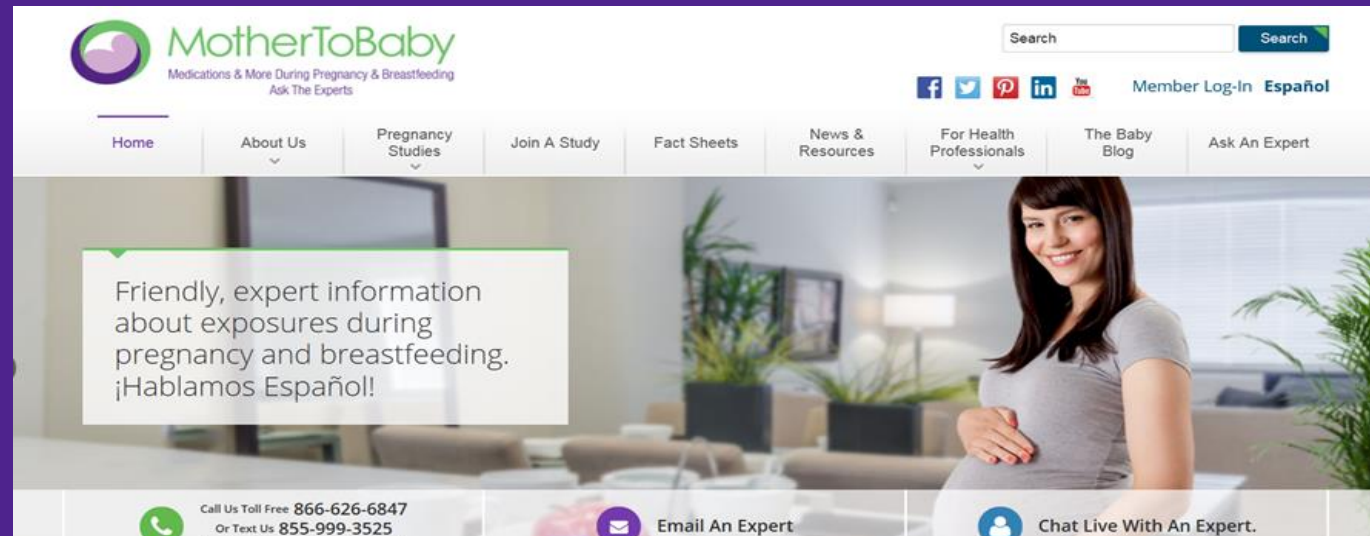 MotherToBaby
Medications & More During Pregnancy & Breastfeeding
Ask The Experts
Search
Search
f
P
in
You
Tube
Member Log-In Español
Home
About Us
Pregnancy
Studies
Join A Study
Fact Sheets
News &
Resources
For Health
Professionals
The Baby
Blog
Ask An Expert
Friendly, expert information
about exposures during
pregnancy and breastfeeding.
¡Hablamos Español!
Call Us Toll Free 866-626-6847
Or Text Us 855-999-3525
Email An Expert
Chat Live With An Expert.